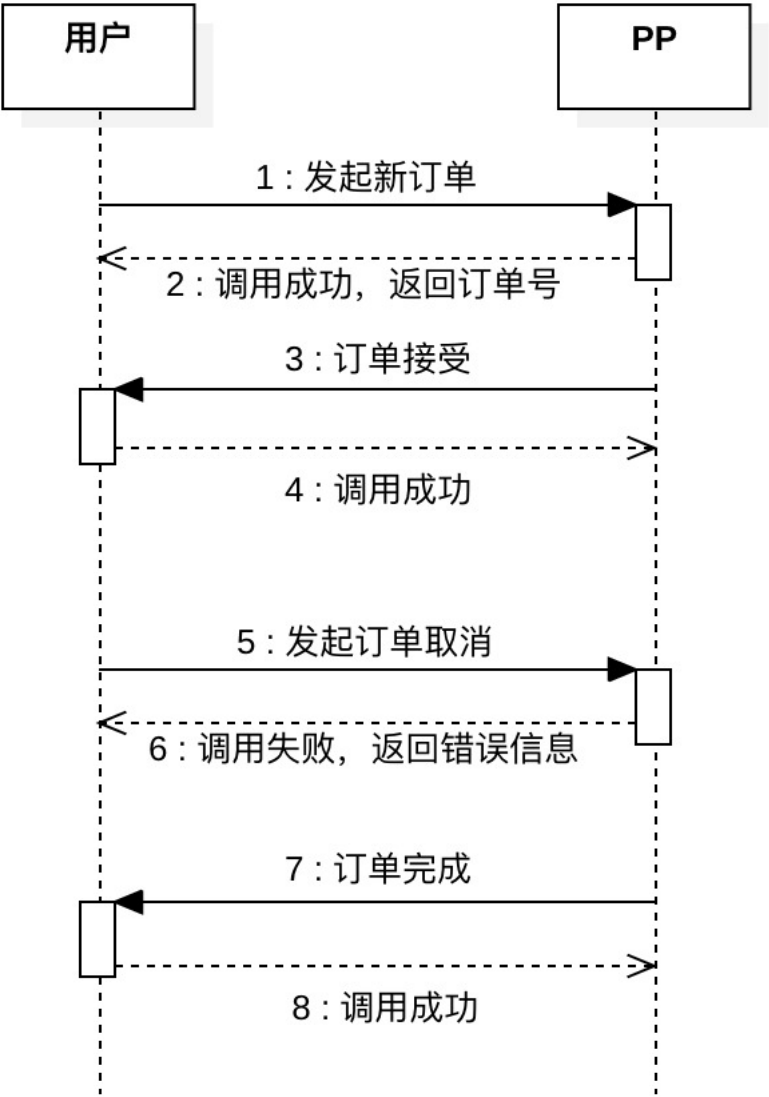 用户
PP
1 : 发起新订单
2 : 调用成功，返回订单号
3 : 订单接受
4 : 调用成功
5 : 发起订单取消
6 : 调用失败，返回错误信息
7 : 订单完成
8 : 调用成功